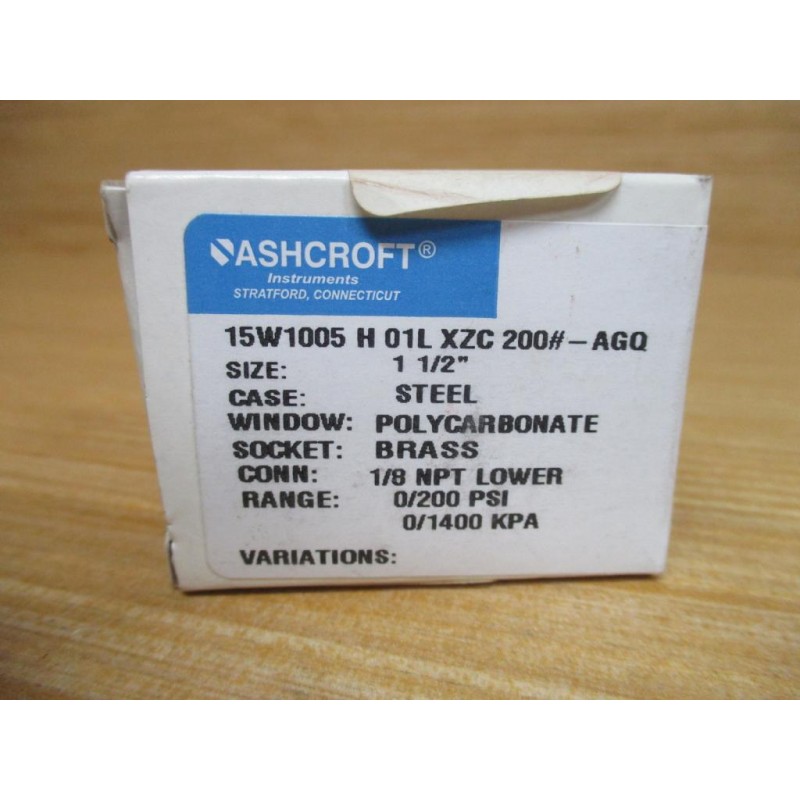 ASHCROFT®
Instruments
STRATFORD, CONNECTICUT
15W1005 H 01L XZC 200#-AGQ
SIZE: 1 1/2"
CASE: STEEL
WINDOW: POLYCARBONATE
SOCKET: BRASS
CONN: 1/8 NPT LOWER
RANGE: 0/200 PSI
0/1400 KPA
VARIATIONS: